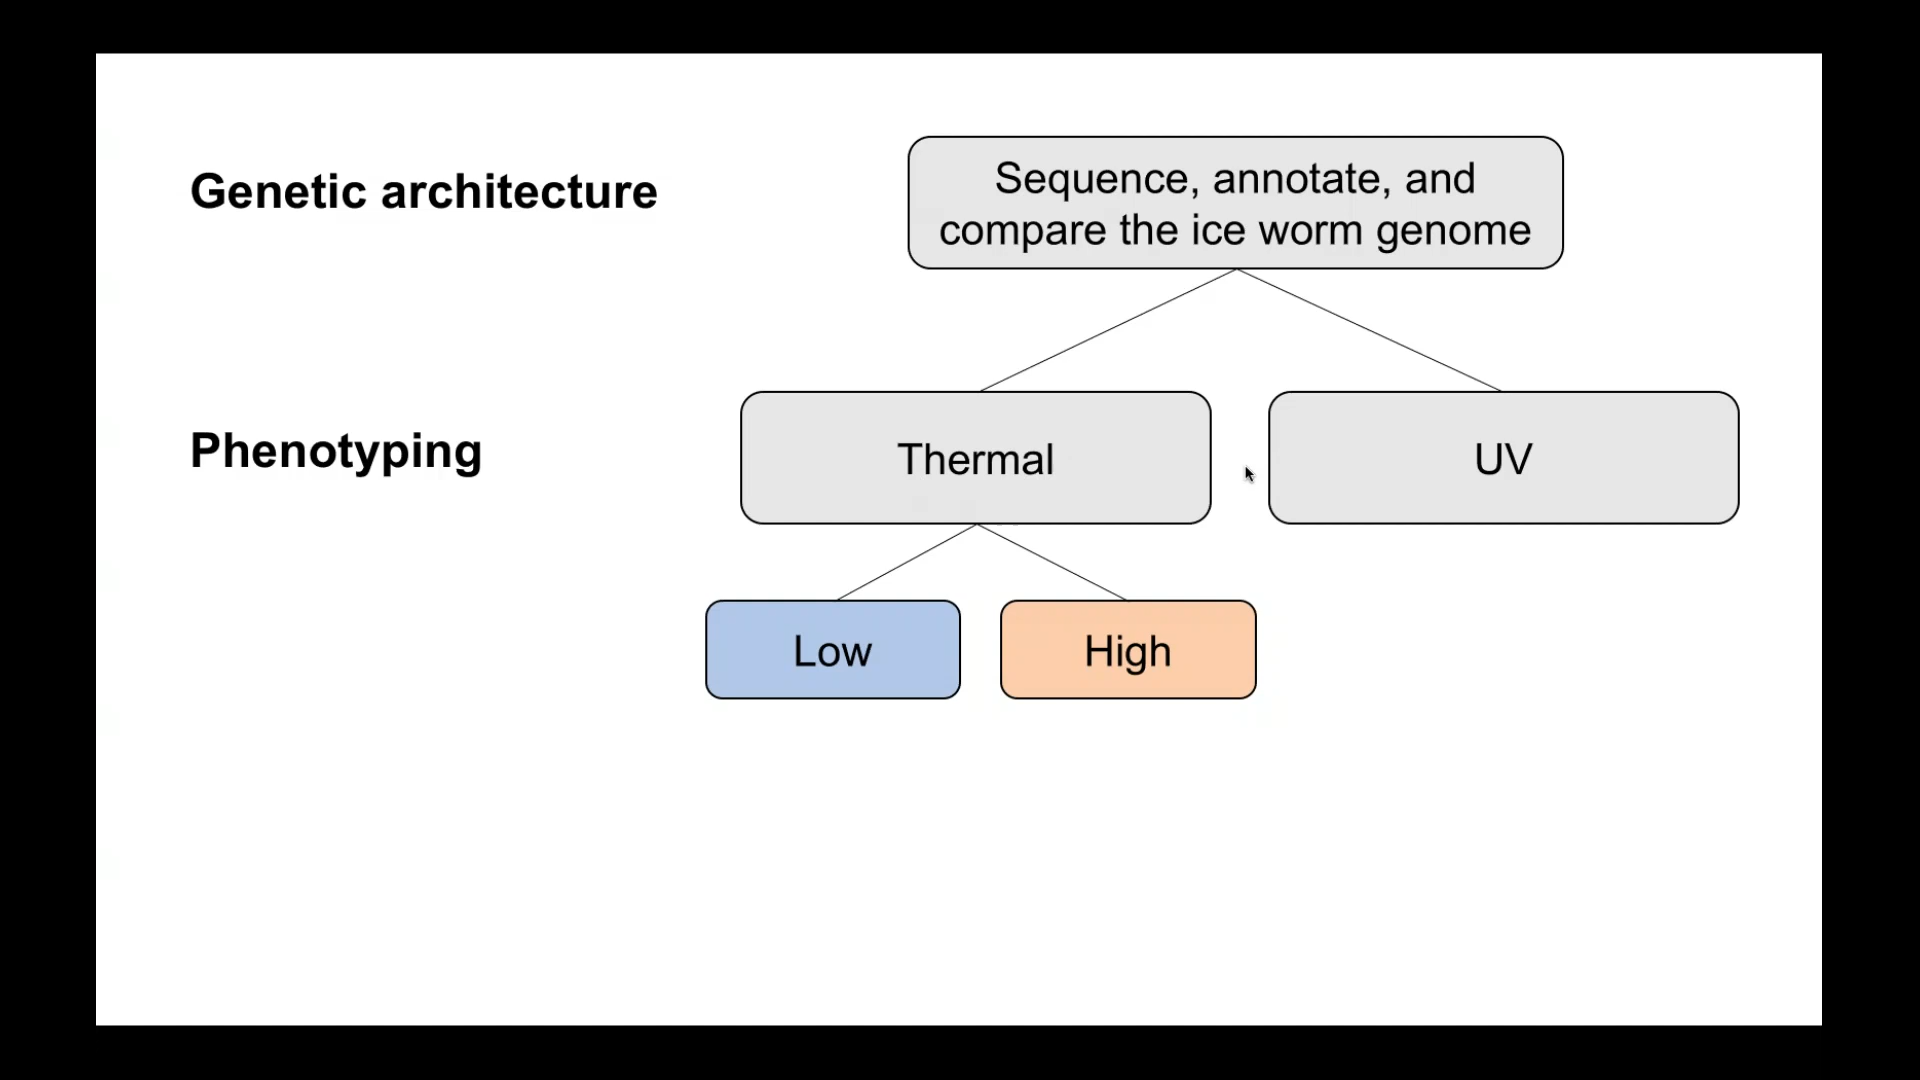 Genetic architecture
Sequence, annotate, and
compare the ice worm genome
Phenotyping
Thermal
UV
Low
High